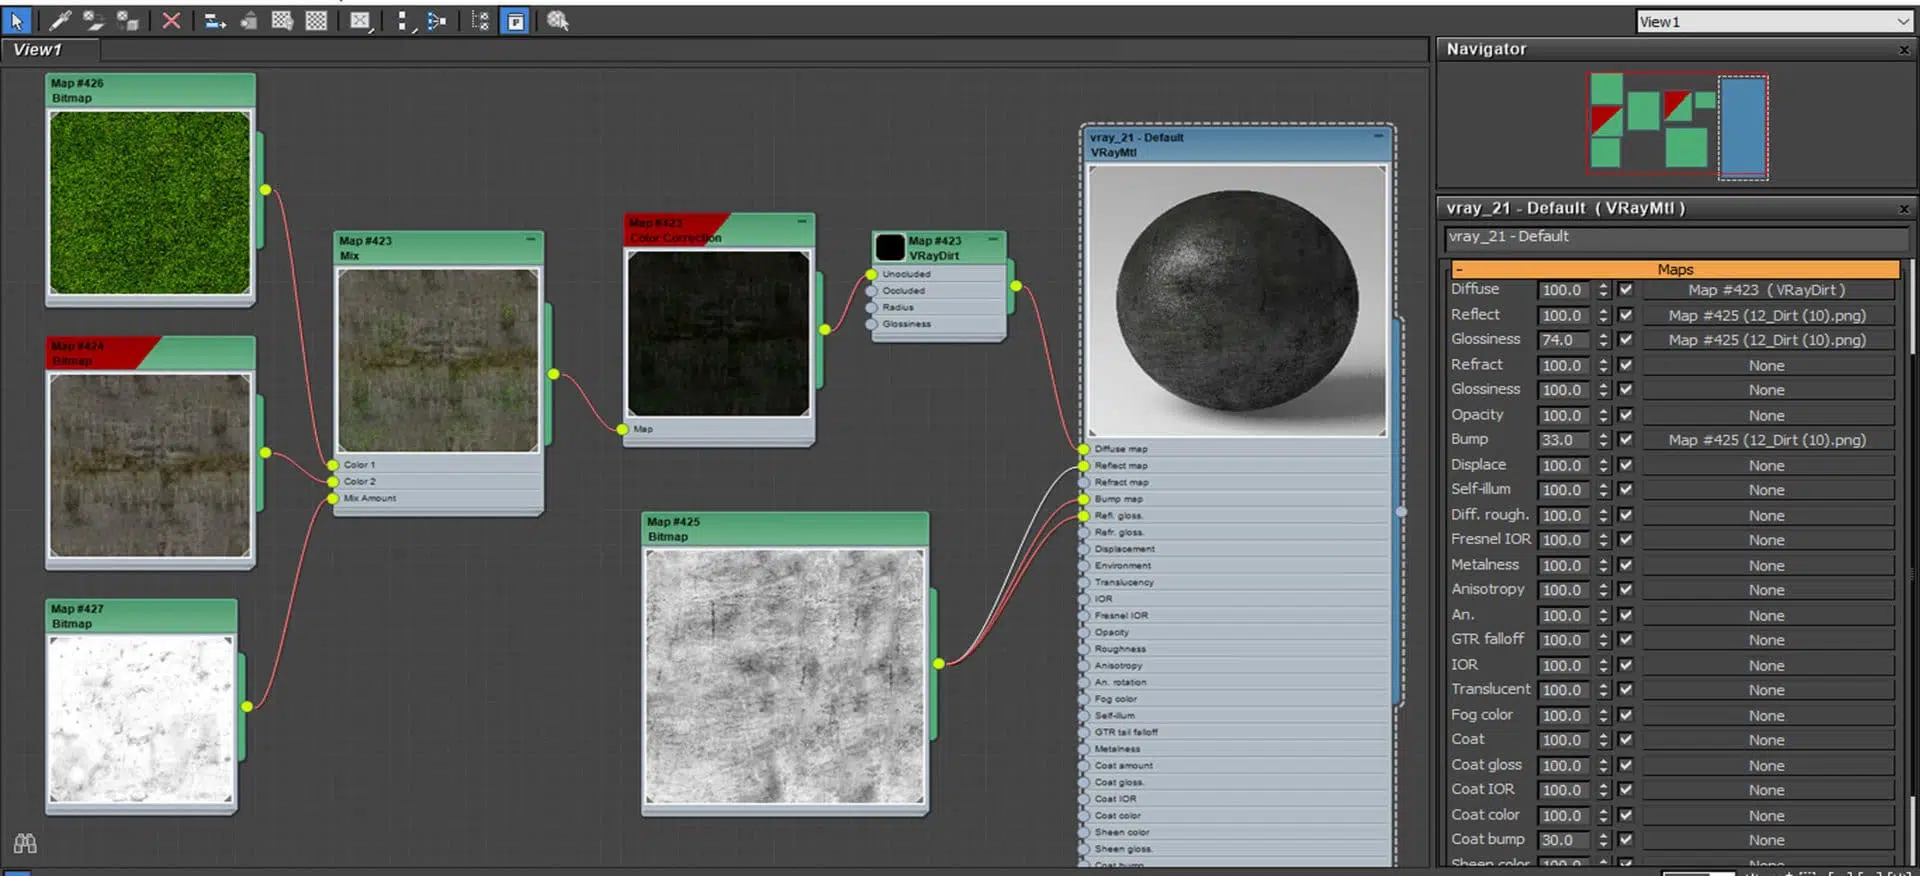 View1
View1
Map #426
Bitmap
Map #424
Bitmap
Map #427
Bitmap
Map #423
Mix
Color 1
Color 2
Mix Amount
Map #423
Color Correction
Map
Map #423
VRayDirt
Unocluded
Occluded
Radius
Glossiness
Map #425
Bitmap
vray_21 - Default
VRayMtl
Diffuse map
Reflect map
Refract map
Bump map
Refl. gloss.
Refr. gloss.
Displacement
Environment
Translucency
IOR
Fresnel IOR
Opacity
Roughness
Anisotropy
An. rotation
Fog color
Self-illum
GTR tail falloff
Metalness
Coat amount
Coat gloss.
Coat IOR
Coat color
Sheen color
Sheen gloss.
Coat bump
Navigator
vray_21 - Default ( VRayMtl )
vray_21 - Default
- Maps
Diffuse 100.0 Map #423 ( VRayDirt )
Reflect 100.0 Map #425 (12_Dirt (10).png)
Glossiness 74.0 Map #425 (12_Dirt (10).png)
Refract 100.0 None
Glossiness 100.0 None
Opacity 100.0 None
Bump 33.0 Map #425 (12_Dirt (10).png)
Displace 100.0 None
Self-illum 100.0 None
Diff. rough. 100.0 None
Fresnel IOR 100.0 None
Metalness 100.0 None
Anisotropy 100.0 None
An. 100.0 None
GTR falloff 100.0 None
IOR 100.0 None
Translucent 100.0 None
Fog color 100.0 None
Coat 100.0 None
Coat gloss 100.0 None
Coat IOR 100.0 None
Coat color 100.0 None
Coat bump 30.0 None
Sheen color 100.0 None